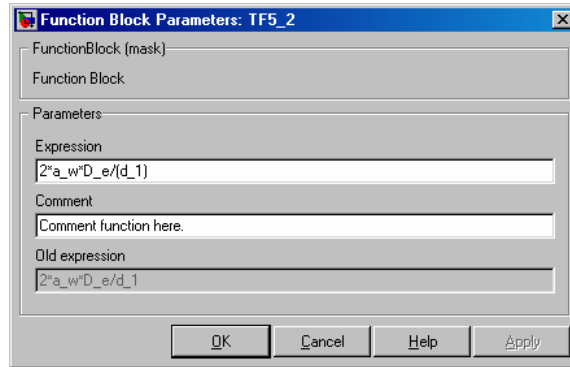 Function Block Parameters: TF5_2
FunctionBlock (mask)
Function Block
Parameters
Expression
2*a_w*D_e/(d_1)
Comment
Comment function here.
Old expression
2*a_w*D_e/d_1
OK Cancel Help Apply